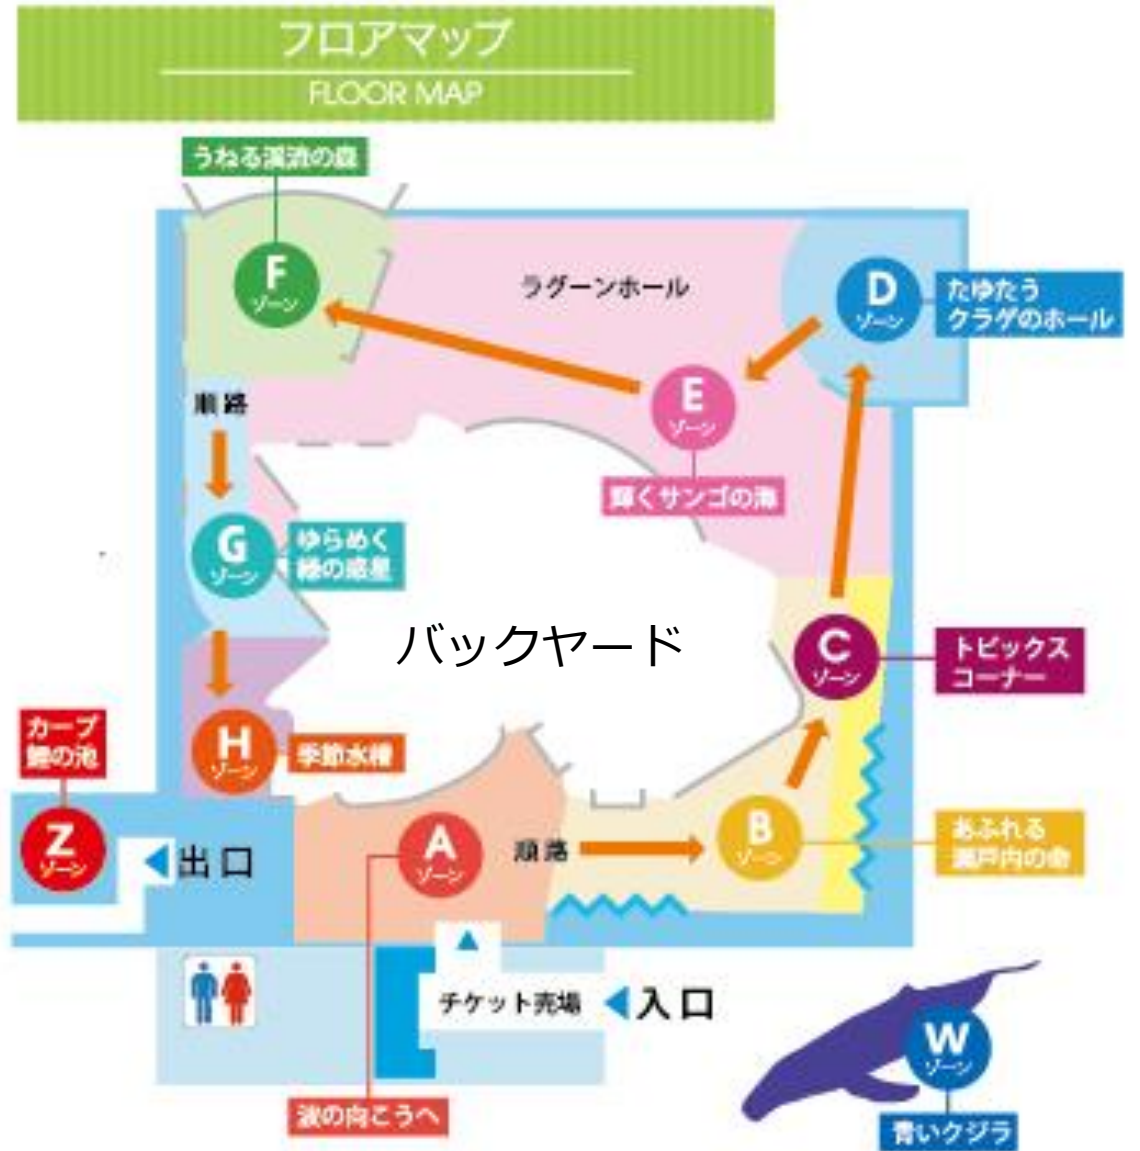 フロアマップ
FLOOR MAP
うねる渓流の森
F
ゾーン
ラグーンホール
D
ゾーン
たゆたう
クラゲのホール
E
ゾーン
輝くサンゴの海
順路
G
ゾーン
ゆらめく
緑の惑星
バックヤード
C
ゾーン
トピックス
コーナー
H
ゾーン
季節水槽
カープ
鯉の池
Z
ゾーン
出口
A
ゾーン
順路
B
ゾーン
あふれる
瀬戸内の命
チケット売場
入口
波の向こうへ
W
ゾーン
青いクジラ